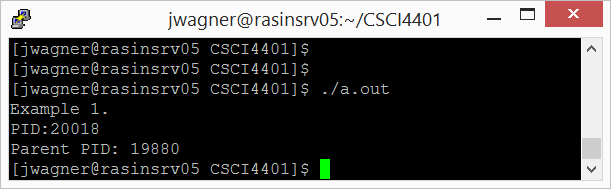 jwagner@rasinsrv05:~/CSCI4401
[jwagner@rasinsrv05 CSCI4401]$
[jwagner@rasinsrv05 CSCI4401]$
[jwagner@rasinsrv05 CSCI4401]$ ./a.out
Example 1.
PID:20018
Parent PID: 19880
[jwagner@rasinsrv05 CSCI4401]$